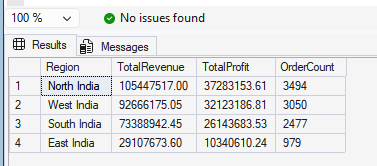 100 %
No issues found
Results Messages
Region TotalRevenue TotalProfit OrderCount
1 North India 105447517.00 37283153.61 3494
2 West India 92666175.05 32123186.81 3050
3 South India 73388942.45 26143683.53 2477
4 East India 29107673.60 10340610.24 979